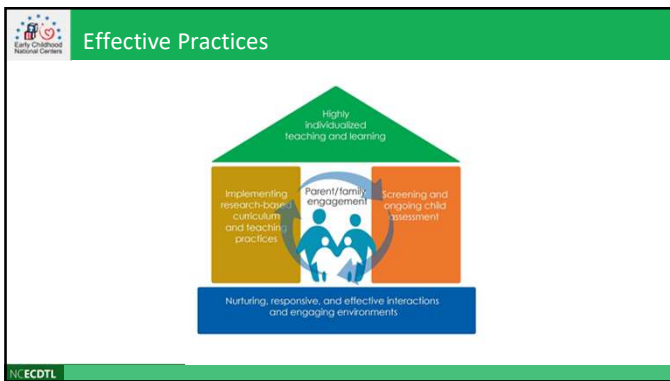 Early Childhood
National Centers
Effective Practices
Highly
individualized
teaching and learning
Implementing
research-based
curriculum
and teaching
practices
Parent/family
engagement
Screening and
ongoing child
assessment
Nurturing, responsive, and effective interactions
and engaging environments
NCECDTL